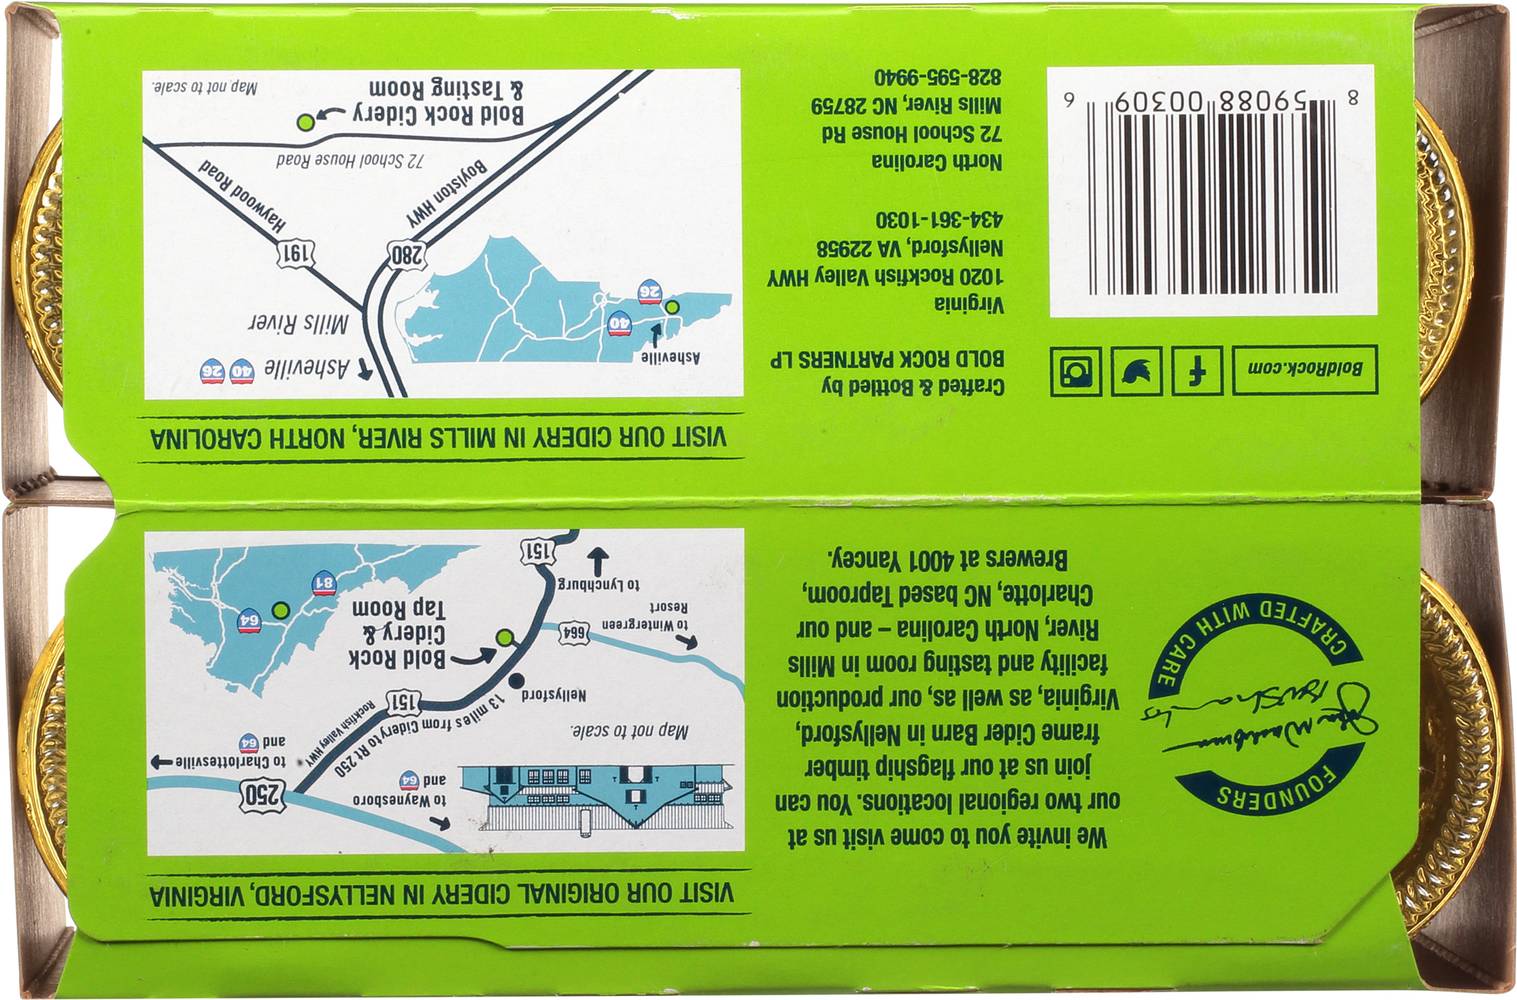 VISIT OUR ORIGINAL CIDERY IN NELLYSFORD, VIRGINIA
to Waynesboro
and 64
250
to Charlottesville
and 64
Map not to scale.
13 miles from Cidery to Rt 250
Rockfish Valley HWY
151
Nellysford
Bold Rock
Cidery &
Tap Room
to Wintergreen
Resort
664
to Lynchburg
151
64
81
We invite you to come visit us at
our two regional locations. You can
join us at our flagship timber
frame Cider Barn in Nellysford,
Virginia, as well as, our production
facility and tasting room in Mills
River, North Carolina – and our
Charlotte, NC based Taproom,
Brewers at 4001 Yancey.
FOUNDERS
CRAFTED WITH CARE
VISIT OUR CIDERY IN MILLS RIVER, NORTH CAROLINA
Asheville
40
26
Asheville 40 26
Mills River
280
191
Boylston HWY
Haywood Road
72 School House Road
Bold Rock Cidery
& Tasting Room
Map not to scale.
BoldRock.com
f
Crafted & Bottled by
BOLD ROCK PARTNERS LP
Virginia
1020 Rockfish Valley HWY
Nellysford, VA 22958
434-361-1030
North Carolina
72 School House Rd
Mills River, NC 28759
828-595-9940
8 59088 00309 6